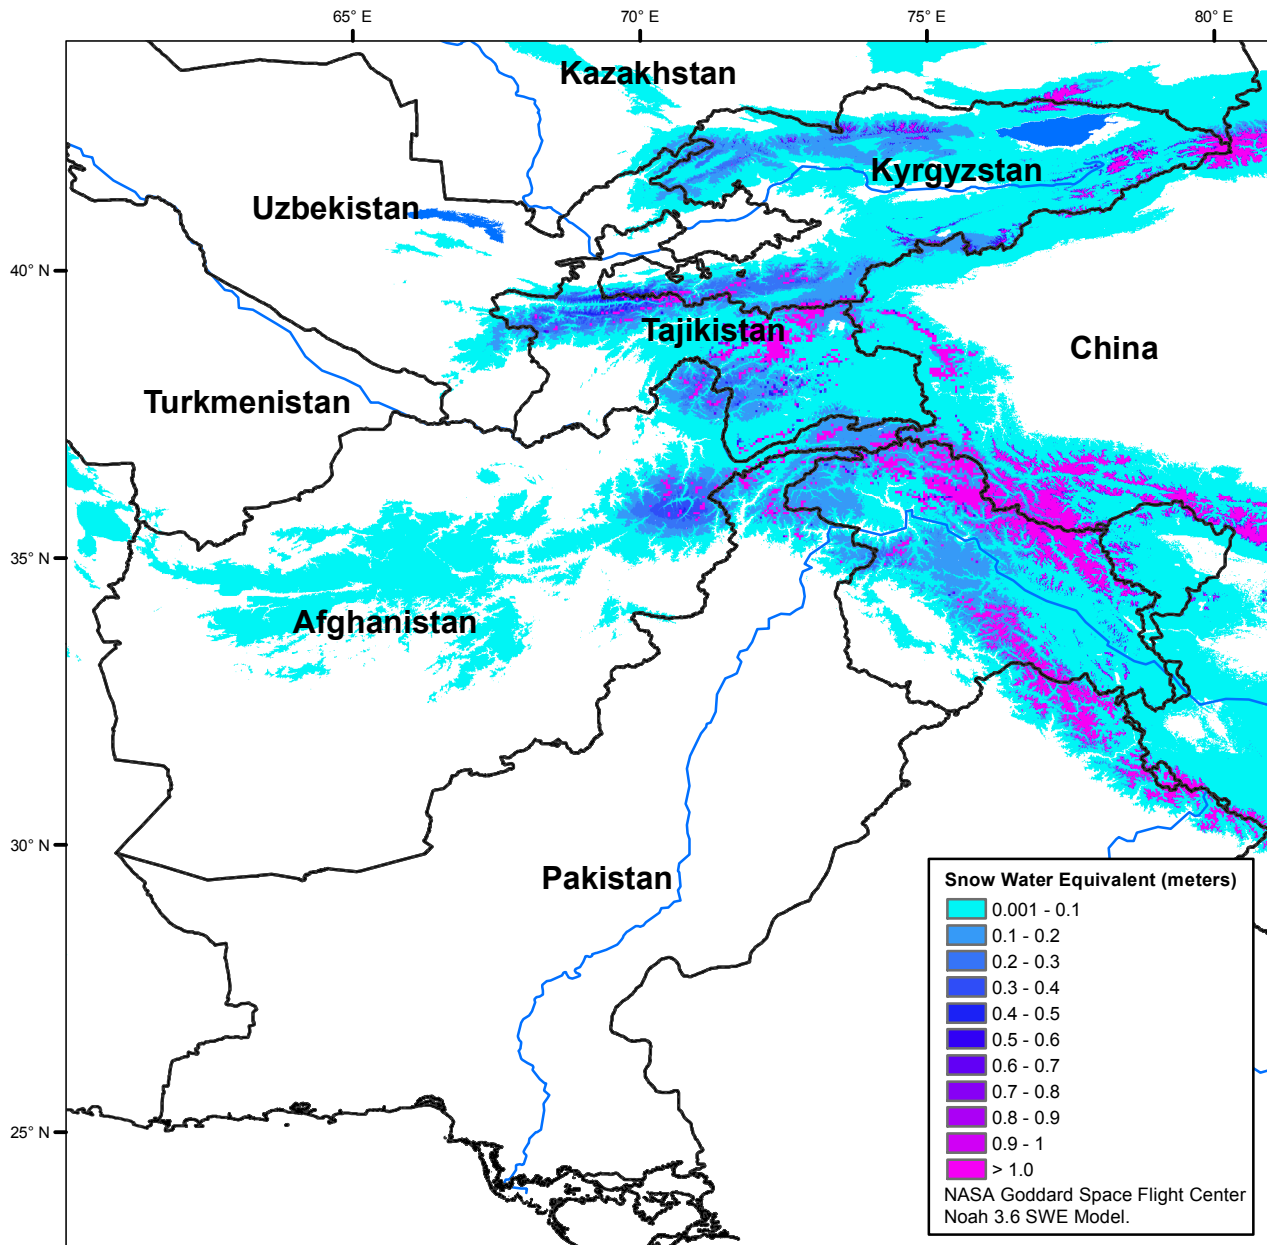 65° E
70° E
75° E
80° E
Kazakhstan
Kyrgyzstan
Uzbekistan
40° N
Tajikistan
China
Turkmenistan
35° N
Afghanistan
30° N
Pakistan
25° N
Snow Water Equivalent (meters)
0.001 - 0.1
0.1 - 0.2
0.2 - 0.3
0.3 - 0.4
0.4 - 0.5
0.5 - 0.6
0.6 - 0.7
0.7 - 0.8
0.8 - 0.9
0.9 - 1
> 1.0
NASA Goddard Space Flight Center
Noah 3.6 SWE Model.